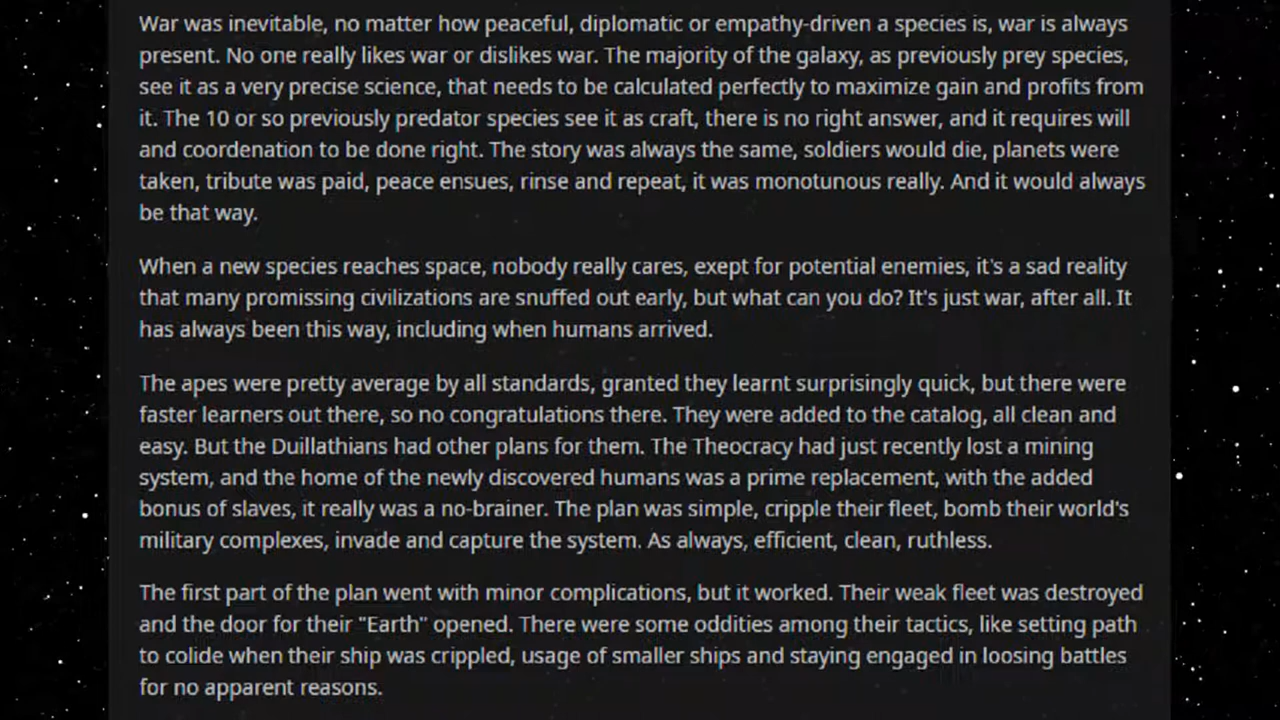 War was inevitable, no matter how peaceful, diplomatic or empathy-driven a species is, war is always
present. No one really likes war or dislikes war. The majority of the galaxy, as previously prey species,
see it as a very precise science, that needs to be calculated perfectly to maximize gain and profits from
it. The 10 or so previously predator species see it as craft, there is no right answer, and it requires will
and coordenation to be done right. The story was always the same, soldiers would die, planets were
taken, tribute was paid, peace ensues, rinse and repeat, it was monotunous really. And it would always
be that way.
When a new species reaches space, nobody really cares, exept for potential enemies, it's a sad reality
that many promissing civilizations are snuffed out early, but what can you do? It's just war, after all. It
has always been this way, including when humans arrived.
The apes were pretty average by all standards, granted they learnt surprisingly quick, but there were
faster learners out there, so no congratulations there. They were added to the catalog, all clean and
easy. But the Duillathians had other plans for them. The Theocracy had just recently lost a mining
system, and the home of the newly discovered humans was a prime replacement, with the added
bonus of slaves, it really was a no-brainer. The plan was simple, cripple their fleet, bomb their world's
military complexes, invade and capture the system. As always, efficient, clean, ruthless.
The first part of the plan went with minor complications, but it worked. Their weak fleet was destroyed
and the door for their "Earth" opened. There were some oddities among their tactics, like setting path
to colide when their ship was crippled, usage of smaller ships and staying engaged in loosing battles
for no apparent reasons.